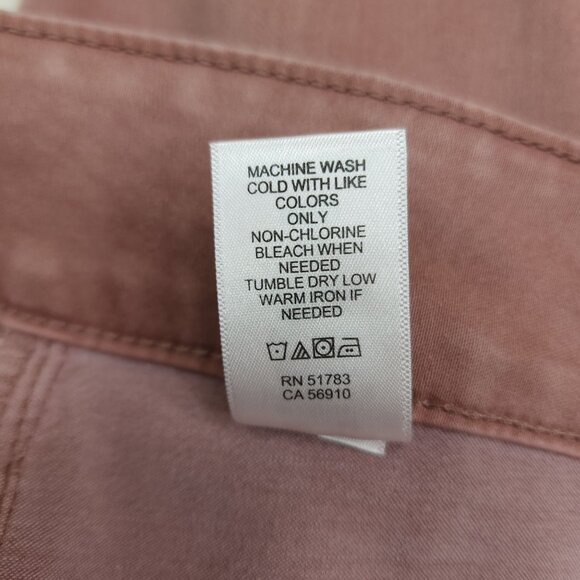 MACHINE WASH
COLD WITH LIKE
COLORS
ONLY
NON-CHLORINE
BLEACH WHEN
NEEDED
TUMBLE DRY LOW
WARM IRON IF
NEEDED
RN 51783
CA 56910